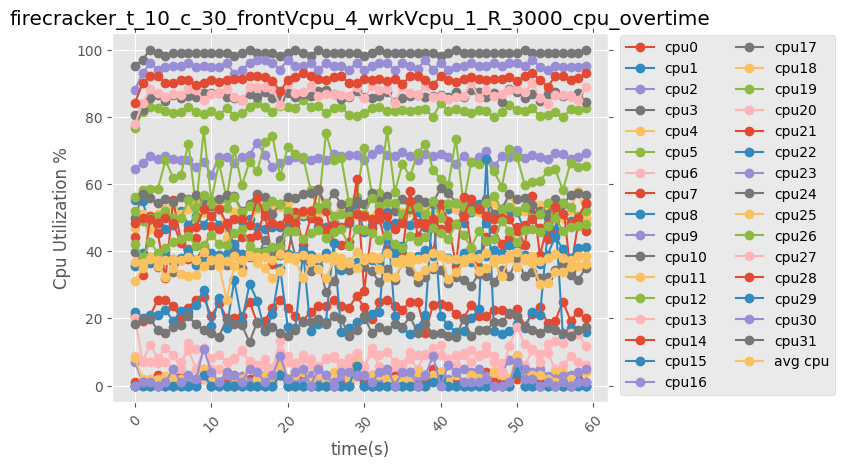 firecracker_t_10_c_30_frontVcpu_4_wrkVcpu_1_R_3000_cpu_overtime
100
80
60
40
20
0
Cpu Utilization %
0
10
20
30
40
50
60
time(s)
cpu0
cpu1
cpu2
cpu3
cpu4
cpu5
cpu6
cpu7
cpu8
cpu9
cpu10
cpu11
cpu12
cpu13
cpu14
cpu15
cpu16
cpu17
cpu18
cpu19
cpu20
cpu21
cpu22
cpu23
cpu24
cpu25
cpu26
cpu27
cpu28
cpu29
cpu30
cpu31
avg cpu